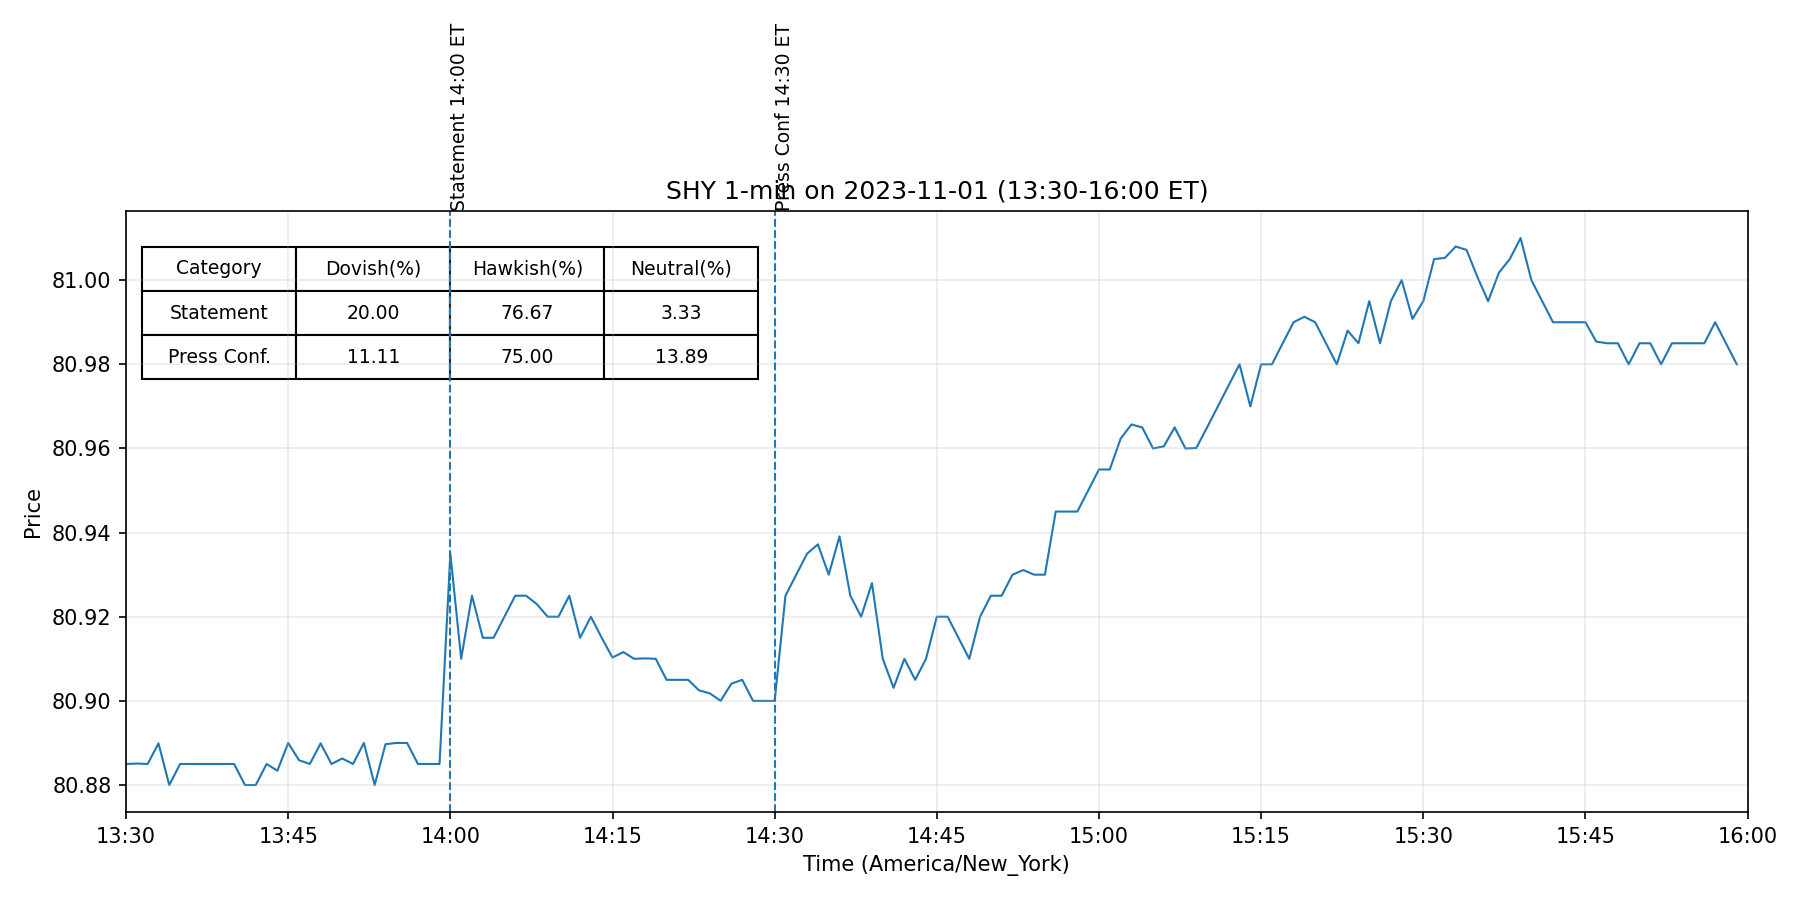 Statement 14:00 ET
Press Conf 14:30 ET
SHY 1-min on 2023-11-01 (13:30-16:00 ET)
Category Dovish(%) Hawkish(%) Neutral(%)
Statement 20.00 76.67 3.33
Press Conf. 11.11 75.00 13.89
Price
81.00
80.98
80.96
80.94
80.92
80.90
80.88
13:30 13:45 14:00 14:15 14:30 14:45 15:00 15:15 15:30 15:45 16:00
Time (America/New_York)